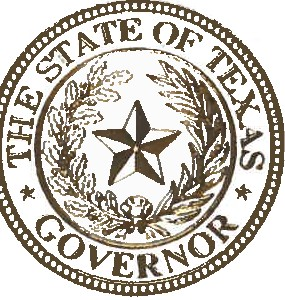 THE STATE OF TEXAS
GOVERNOR